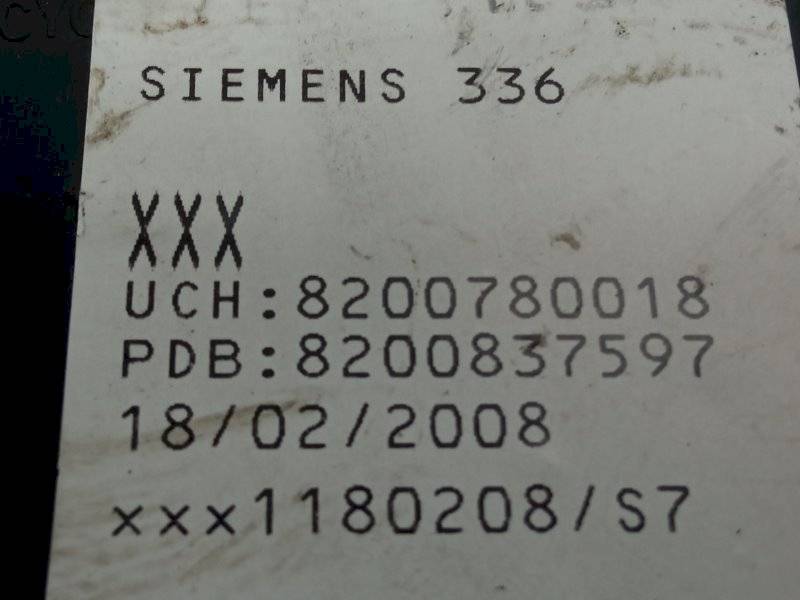 SIEMENS 336
XXX
UCH:8200780018
PDB:8200837597
18/02/2008
xxx1180208/S7